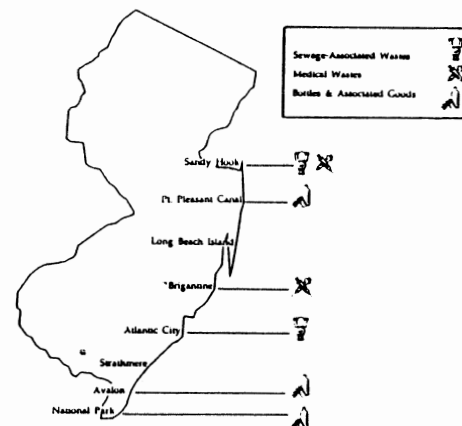 Sewage-Associated Wastes
Medical Wastes
Bottles & Associated Goods
Sandy Hook
Pt. Pleasant Canal
Long Beach Island
Brigantine
Atlantic City
Strathmere
Avalon
National Park